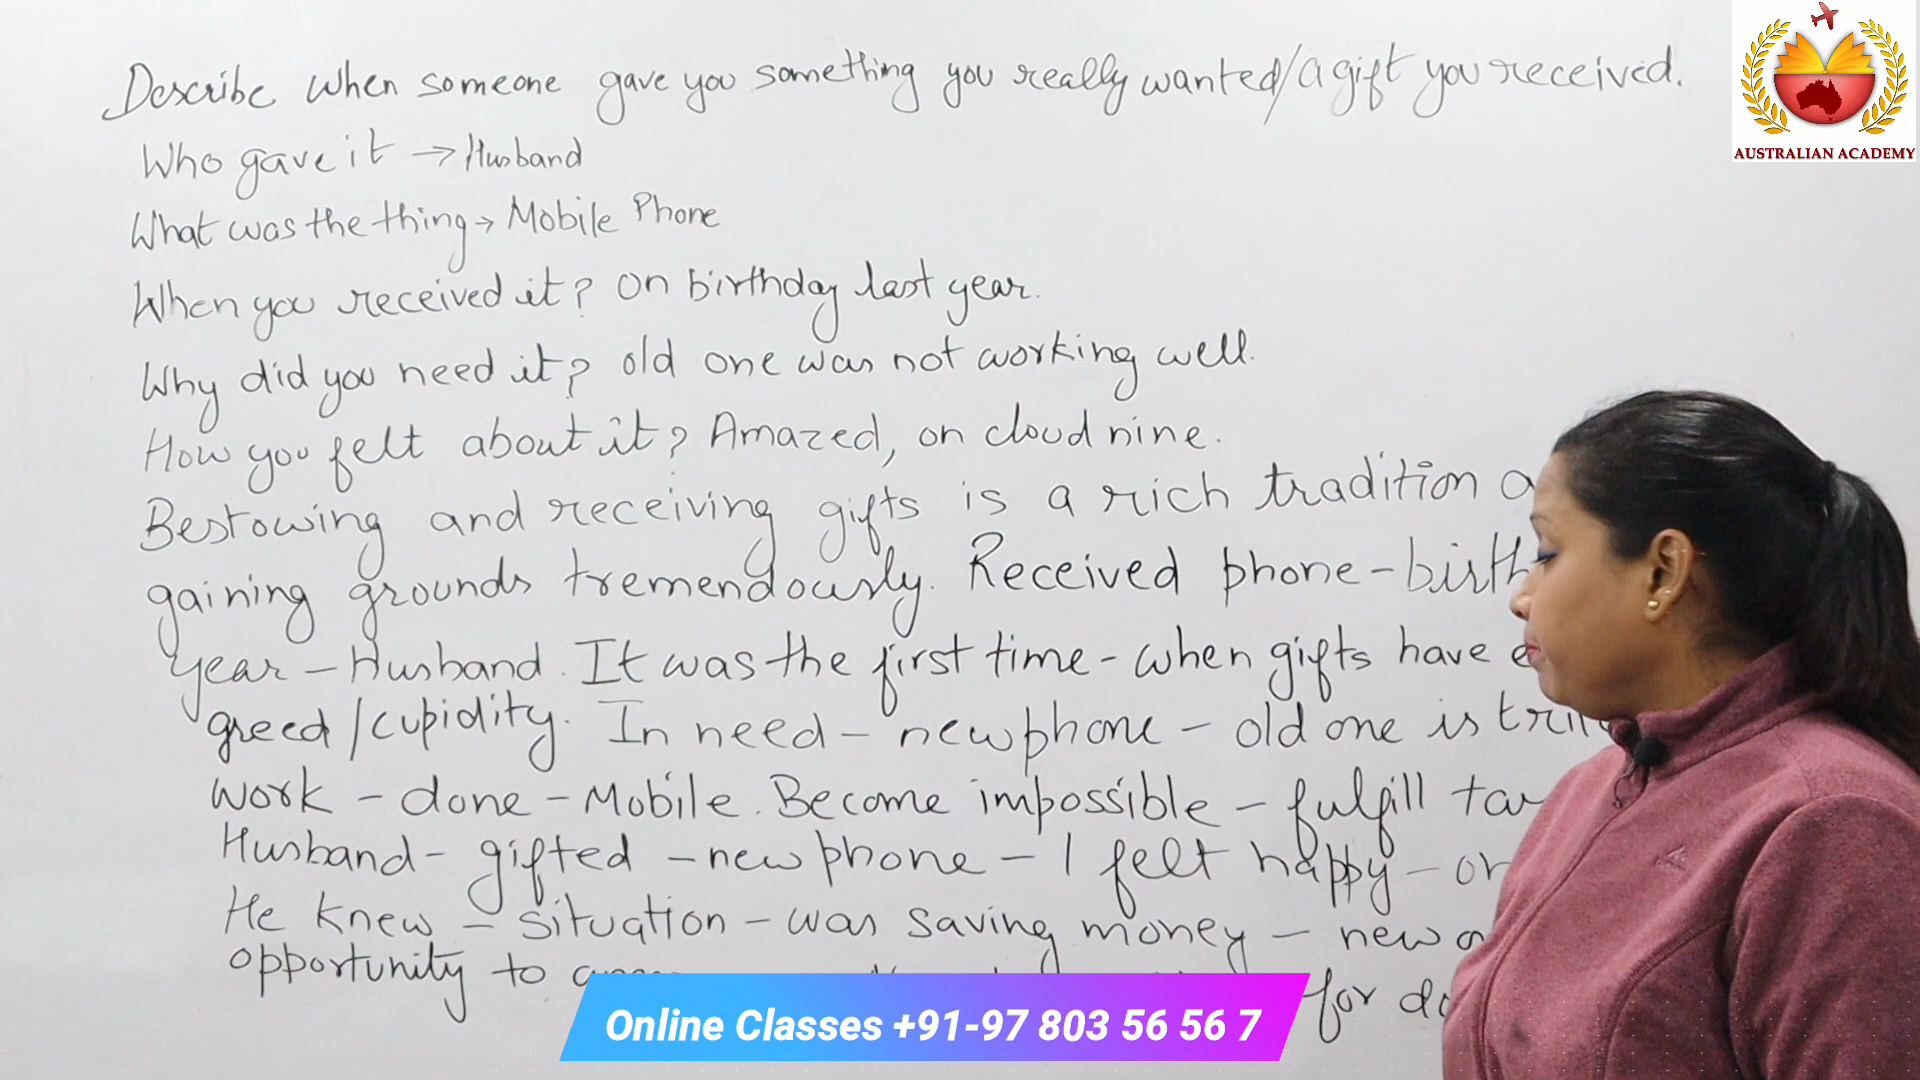 Describe when someone gave you something you really wanted/a gift you received.
Who gave it → Husband
What was the thing → Mobile Phone
When you received it? On birthday last year.
Why did you need it? old one was not working well.
How you felt about it? Amazed, on cloud nine.
Bestowing and receiving gifts is a rich tradition
gaining grounds tremendously. Received phone - birth
year - Husband. It was the first time - when gifts have
greed/cupidity. In need - new phone - old one is
Work - done - Mobile. Become impossible - fulfill
Husband - gifted - new phone - I felt happy -
He knew - situation - was saving money - new
opportunity to
for
Online Classes +91-97 803 56 56 7
AUSTRALIAN ACADEMY